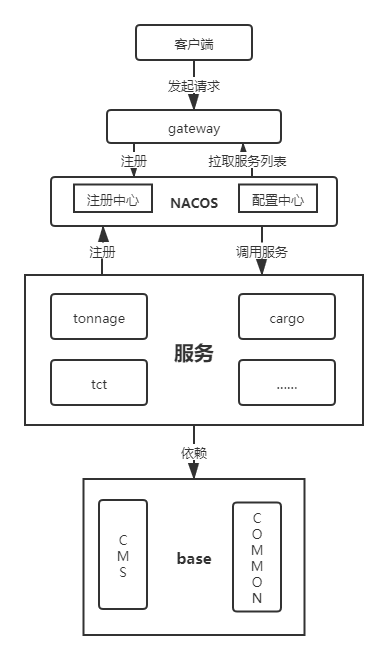 客户端
发起请求
gateway
注册
拉取服务列表
注册中心
NACOS
配置中心
注册
调用服务
tonnage
cargo
服务
tct
......
依赖
CMS
base
COMMON